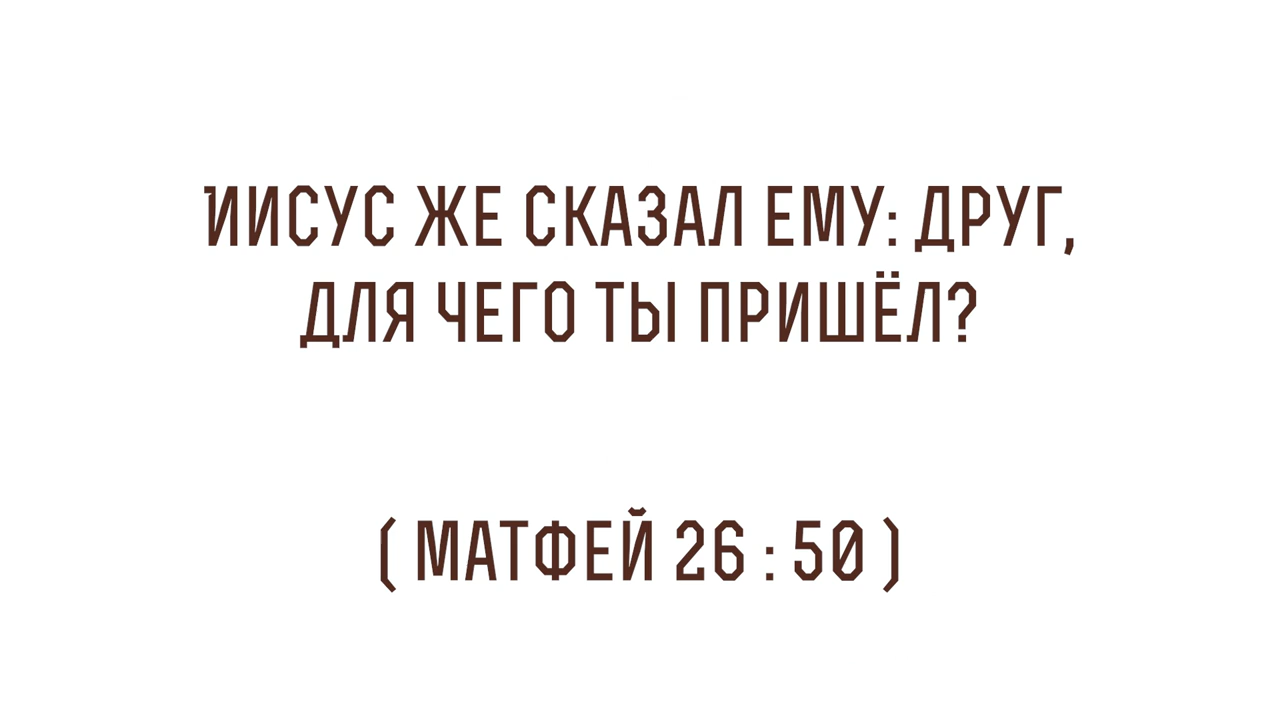 ИИСУС ЖЕ СКАЗАЛ ЕМУ: ДРУГ,
ДЛЯ ЧЕГО ТЫ ПРИШЁЛ?
( МАТФЕЙ 26 : 50 )